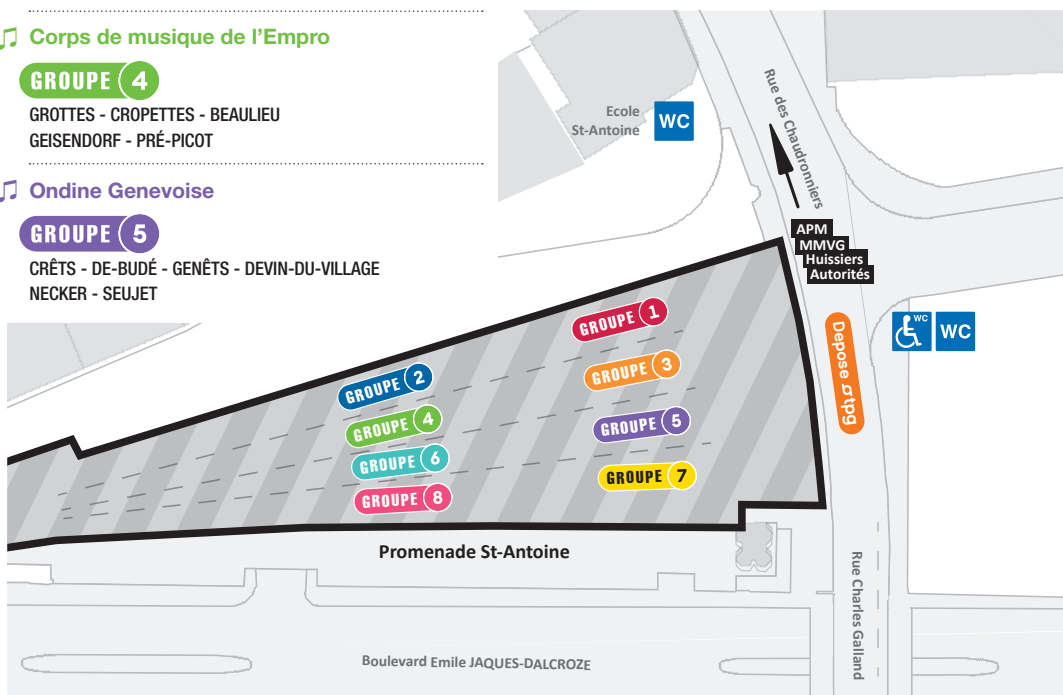 ♫ Corps de musique de l'Empro
GROUPE 4
GROTTES - CROPETTES - BEAULIEU
GEISENDORF - PRÉ-PICOT
♫ Ondine Genevoise
GROUPE 5
CRÊTS - DE-BUDÉ - GENÊTS - DEVIN-DU-VILLAGE
NECKER - SEUJET
Ecole
St-Antoine
WC
Rue des Chaudronniers
APM
MMVG
Huissiers
Autorités
Depose tpg
WC
WC
GROUPE 1
GROUPE 2
GROUPE 3
GROUPE 4
GROUPE 5
GROUPE 6
GROUPE 7
GROUPE 8
Promenade St-Antoine
Rue Charles Galland
Boulevard Emile JAQUES-DALCROZE